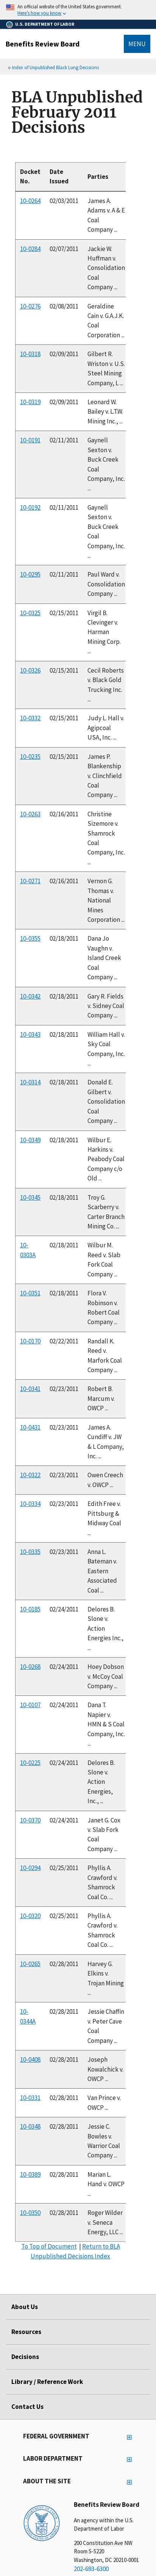 An official website of the United States government.
Here's how you know
U.S. DEPARTMENT OF LABOR
Benefits Review Board
MENU
« Index of Unpublished Black Lung Decisions
BLA Unpublished
February 2011
Decisions
Docket No. Date Issued Parties
10-0264 02/03/2011 James A. Adams v. A & E Coal Company ...
10-0284 02/07/2011 Jackie W. Huffman v. Consolidation Coal Company ...
10-0276 02/08/2011 Geraldine Cain v. G.A.J.K. Coal Corporation ...
10-0318 02/09/2011 Gilbert R. Wriston v. U.S. Steel Mining Company, L ...
10-0319 02/09/2011 Leonard W. Bailey v. L.T.W. Mining Inc., ...
10-0191 02/11/2011 Gaynell Sexton v. Buck Creek Coal Company, Inc. ...
10-0192 02/11/2011 Gaynell Sexton v. Buck Creek Coal Company, Inc. ...
10-0295 02/11/2011 Paul Ward v. Consolidation Company ...
10-0325 02/15/2011 Virgil B. Clevinger v. Harman Mining Corp. ...
10-0326 02/15/2011 Cecil Roberts v. Black Gold Trucking Inc. ...
10-0332 02/15/2011 Judy L. Hall v. Agipcoal USA, Inc. ...
10-0235 02/15/2011 James P. Blankenship v. Clinchfield Coal Company ...
10-0263 02/16/2011 Christine Sizemore v. Shamrock Coal Company, Inc. ...
10-0271 02/16/2011 Vernon G. Thomas v. National Mines Corporation ...
10-0355 02/18/2011 Dana Jo Vaughn v. Island Creek Coal Company ...
10-0342 02/18/2011 Gary R. Fields v. Sidney Coal Company ...
10-0343 02/18/2011 William Hall v. Sky Coal Company, Inc. ...
10-0314 02/18/2011 Donald E. Gilbert v. Consolidation Coal Company ...
10-0349 02/18/2011 Wilbur E. Harkins v. Peabody Coal Company c/o Old ...
10-0345 02/18/2011 Troy G. Scarberry v. Carter Branch Mining Co. ...
10-0303A 02/18/2011 Wilbur M. Reed v. Slab Fork Coal Company ...
10-0351 02/18/2011 Flora V. Robinson v. Robert Coal Company ...
10-0170 02/22/2011 Randall K. Reed v. Marfork Coal Company ...
10-0341 02/23/2011 Robert B. Marcum v. OWCP ...
10-0431 02/23/2011 James A. Cundiff v. JW & L Company, Inc. ...
10-0322 02/23/2011 Owen Creech v. OWCP ...
10-0334 02/23/2011 Edith Free v. Pittsburg & Midway Coal ...
10-0335 02/23/2011 Anna L. Bateman v. Eastern Associated Coal ...
10-0185 02/24/2011 Delores B. Slone v. Action Energies Inc., ...
10-0268 02/24/2011 Hoey Dobson v. McCoy Coal Company ...
10-0107 02/24/2011 Dana T. Napier v. HMN & S Coal Company, Inc. ...
10-0225 02/24/2011 Delores B. Slone v. Action Energies, Inc., ...
10-0370 02/24/2011 Janet G. Cox v. Slab Fork Coal Company ...
10-0294 02/25/2011 Phyllis A. Crawford v. Shamrock Coal Co. ...
10-0320 02/25/2011 Phyllis A. Crawford v. Shamrock Coal Co. ...
10-0265 02/28/2011 Harvey G. Elkins v. Trojan Mining ...
10-0344A 02/28/2011 Jessie Chaffin v. Peter Cave Coal Company ...
10-0408 02/28/2011 Joseph Kowalchick v. OWCP ...
10-0331 02/28/2011 Van Prince v. OWCP ...
10-0348 02/28/2011 Jessie C. Bowles v. Warrior Coal Company ...
10-0389 02/28/2011 Marian L. Hand v. OWCP ...
10-0350 02/28/2011 Roger Wilder v. Seneca Energy, LLC ...
To Top of Document | Return to BLA
Unpublished Decisions Index
About Us
Resources
Decisions
Library / Reference Work
Contact Us
FEDERAL GOVERNMENT
LABOR DEPARTMENT
ABOUT THE SITE
Benefits Review Board
An agency within the U.S.
Department of Labor
200 Constitution Ave NW
Room S-5220
Washington, DC 20210-0001
202-693-6300